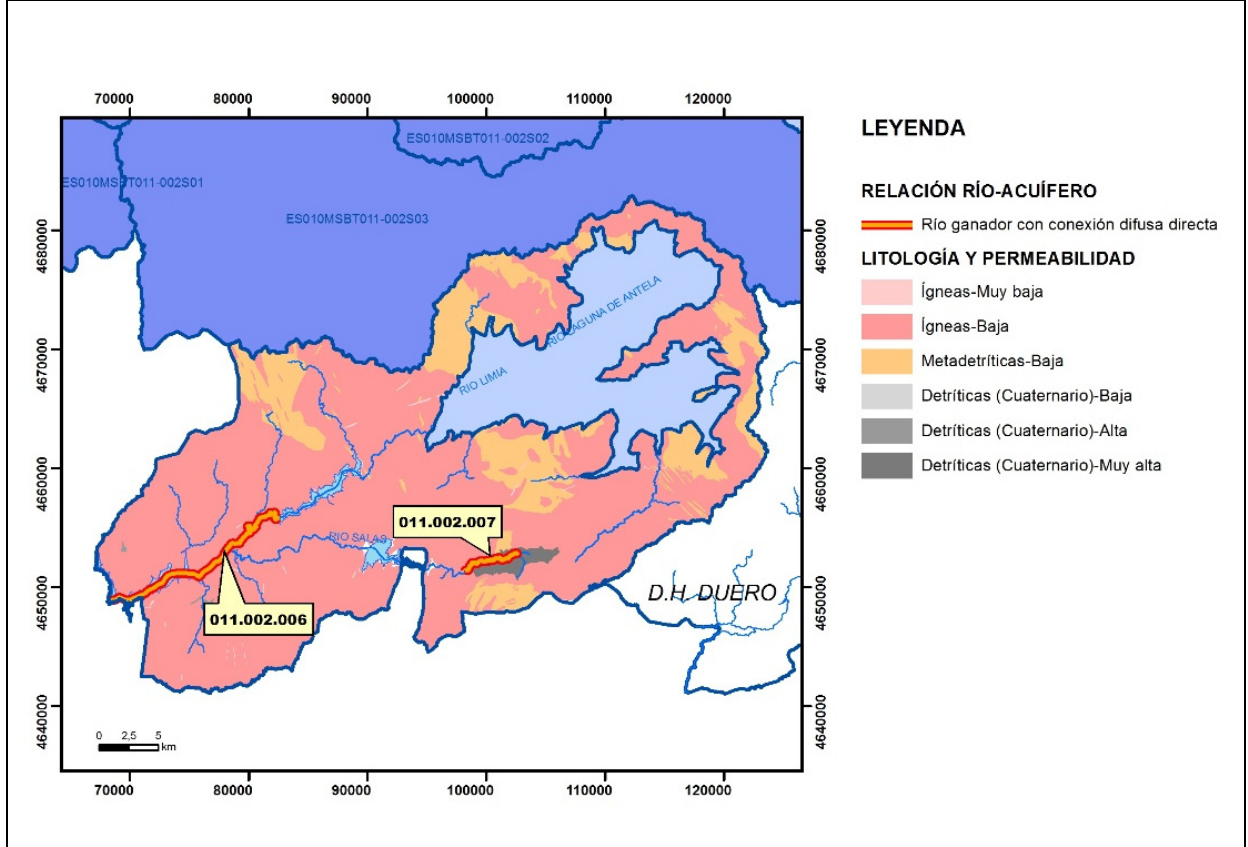 70000 80000 90000 100000 110000 120000
ES010MSBT011-002S02
ES010MSBT011-002S01
ES010MSBT011-002S03
4680000 4680000
RIO LAGUNA DE ANTELA
4670000 4670000
RIO LIMIA
4660000 4660000
011.002.007
RIO SALAS
4650000 4650000
D.H. DUERO
011.002.006
4640000 4640000
0 2,5 5
km
70000 80000 90000 100000 110000 120000
LEYENDA
RELACIÓN RÍO-ACUÍFERO
Río ganador con conexión difusa directa
LITOLOGÍA Y PERMEABILIDAD
Ígneas-Muy baja
Ígneas-Baja
Metadetríticas-Baja
Detríticas (Cuaternario)-Baja
Detríticas (Cuaternario)-Alta
Detríticas (Cuaternario)-Muy alta